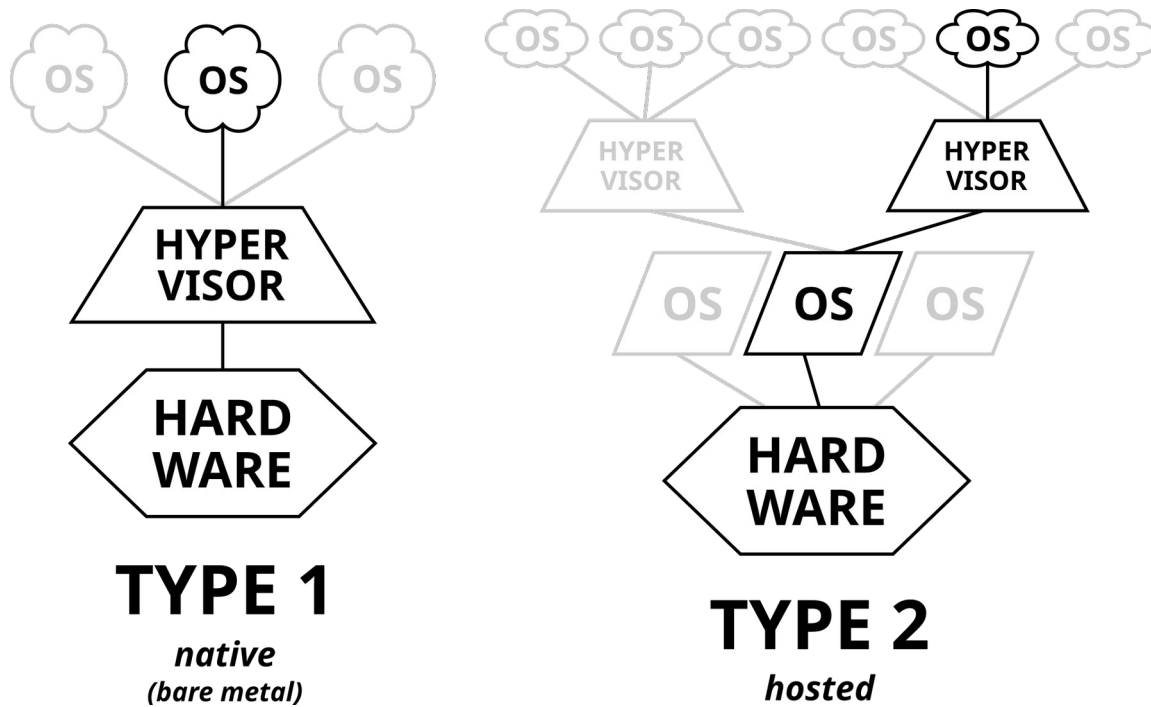 OS
OS
OS
HYPER
VISOR
HARD
WARE
TYPE 1
native
(bare metal)
OS
OS
OS
OS
OS
OS
HYPER
VISOR
HYPER
VISOR
OS
OS
OS
HARD
WARE
TYPE 2
hosted